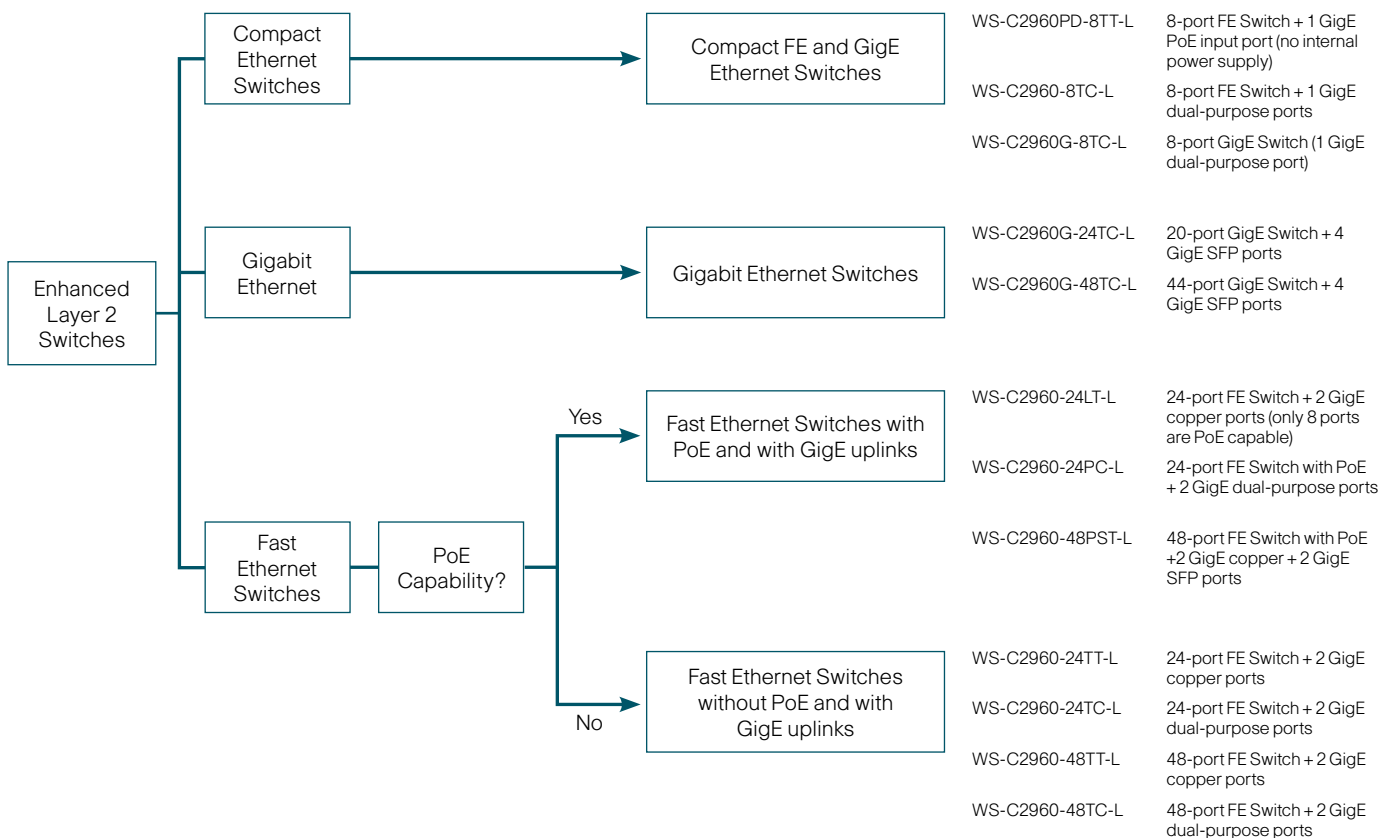 Enhanced
Layer 2
Switches
Compact
Ethernet
Switches
Compact FE and GigE
Ethernet Switches
WS-C2960PD-8TT-L 8-port FE Switch + 1 GigE
PoE input port (no internal
power supply)
WS-C2960-8TC-L 8-port FE Switch + 1 GigE
dual-purpose ports
WS-C2960G-8TC-L 8-port GigE Switch (1 GigE
dual-purpose port)
Gigabit
Ethernet
Gigabit Ethernet Switches
WS-C2960G-24TC-L 20-port GigE Switch + 4
GigE SFP ports
WS-C2960G-48TC-L 44-port GigE Switch + 4
GigE SFP ports
Fast
Ethernet
Switches
PoE
Capability?
Yes
Fast Ethernet Switches with
PoE and with GigE uplinks
WS-C2960-24LT-L 24-port FE Switch + 2 GigE
copper ports (only 8 ports
are PoE capable)
WS-C2960-24PC-L 24-port FE Switch with PoE
+ 2 GigE dual-purpose ports
WS-C2960-48PST-L 48-port FE Switch with PoE
+2 GigE copper + 2 GigE
SFP ports
No
Fast Ethernet Switches
without PoE and with
GigE uplinks
WS-C2960-24TT-L 24-port FE Switch + 2 GigE
copper ports
WS-C2960-24TC-L 24-port FE Switch + 2 GigE
dual-purpose ports
WS-C2960-48TT-L 48-port FE Switch + 2 GigE
copper ports
WS-C2960-48TC-L 48-port FE Switch + 2 GigE
dual-purpose ports